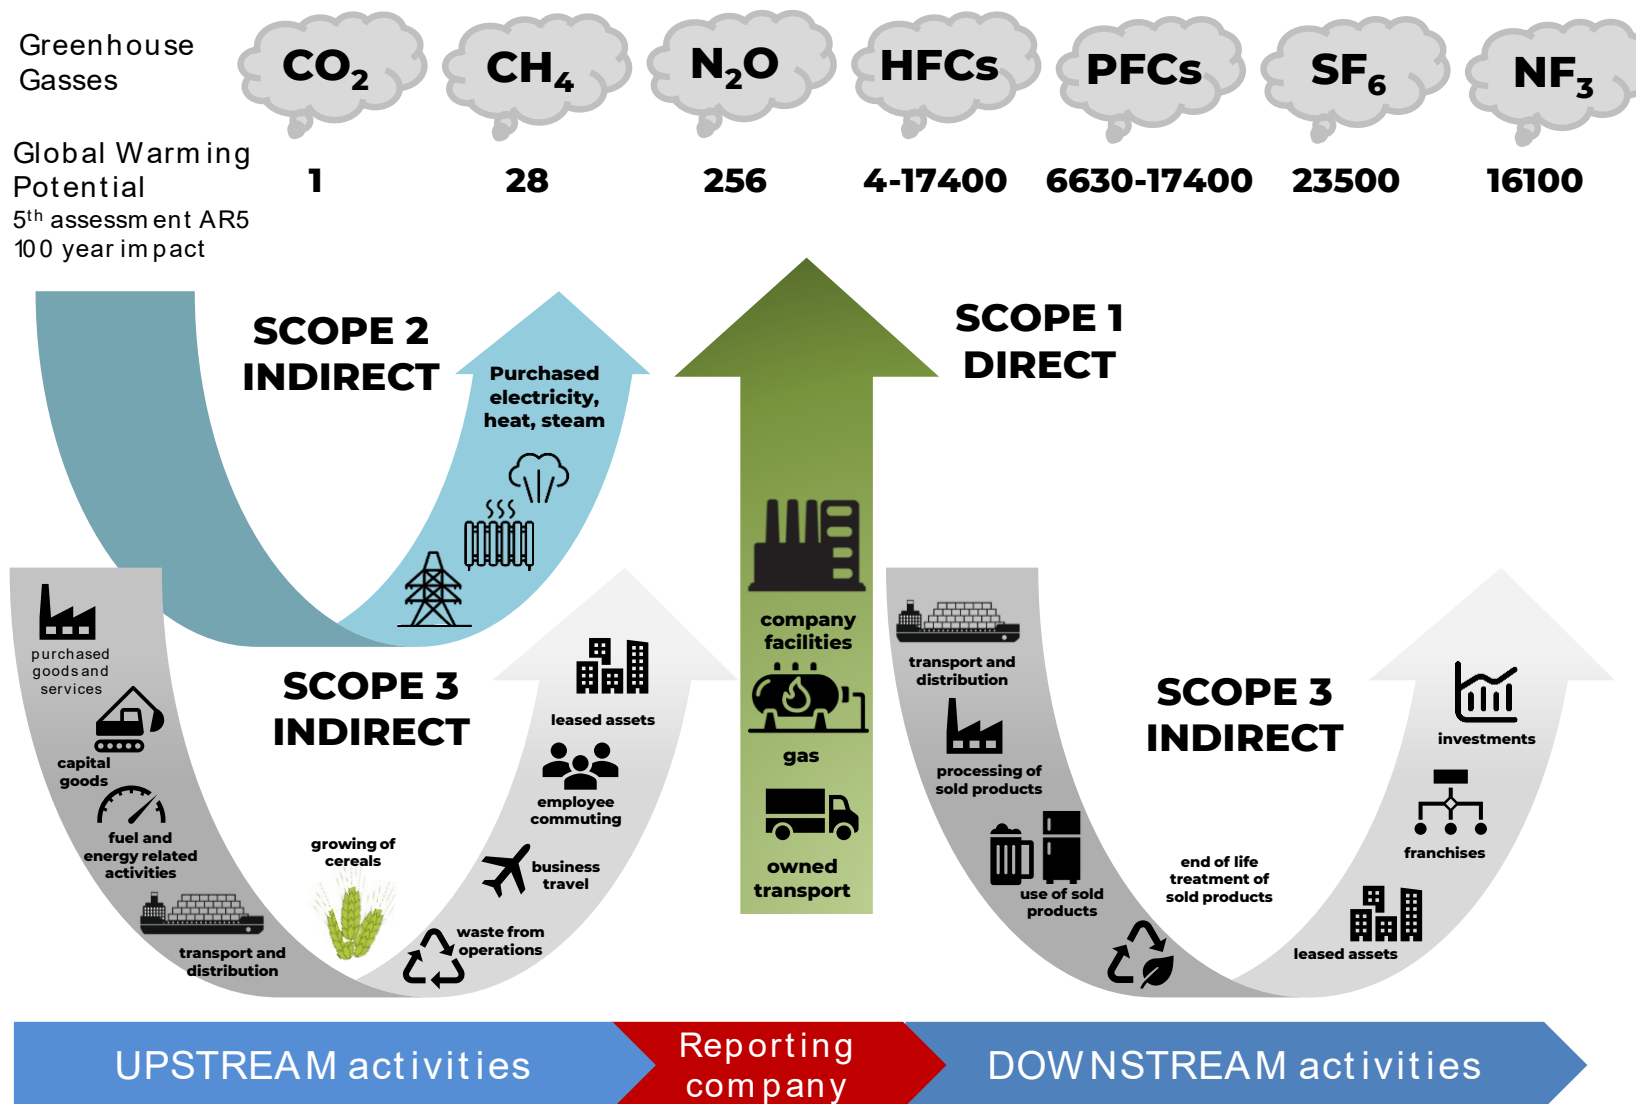 Greenhouse
Gasses
CO₂
CH₄
N₂O
HFCs
PFCs
SF₆
NF₃
Global Warming
Potential
5ᵗʰ assessment AR5
100 year impact
1
28
256
4-17400
6630-17400
23500
16100
SCOPE 2
INDIRECT
Purchased
electricity,
heat, steam
SCOPE 1
DIRECT
company
facilities
gas
owned
transport
purchased
goods and
services
capital
goods
fuel and
energy related
activities
transport and
distribution
SCOPE 3
INDIRECT
growing of
cereals
leased assets
employee
commuting
business
travel
waste from
operations
transport and
distribution
processing of
sold products
use of sold
products
SCOPE 3
INDIRECT
end of life
treatment of
sold products
investments
franchises
leased assets
UPSTREAM activities
Reporting
company
DOWNSTREAM activities